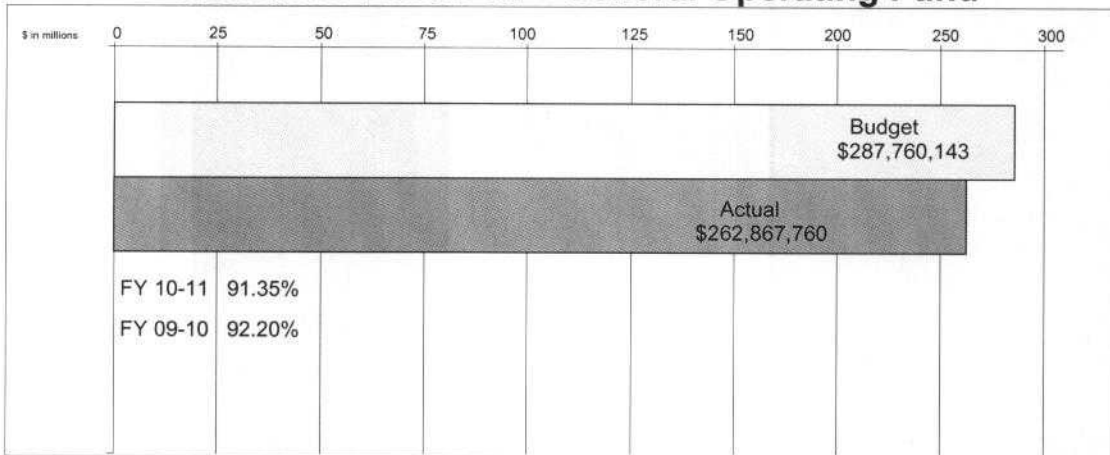 Operating Fund
$ in millions 0 25 50 75 100 125 150 200 250 300
Budget
$287,760,143
Actual
$262,867,760
FY 10-11 91.35%
FY 09-10 92.20%